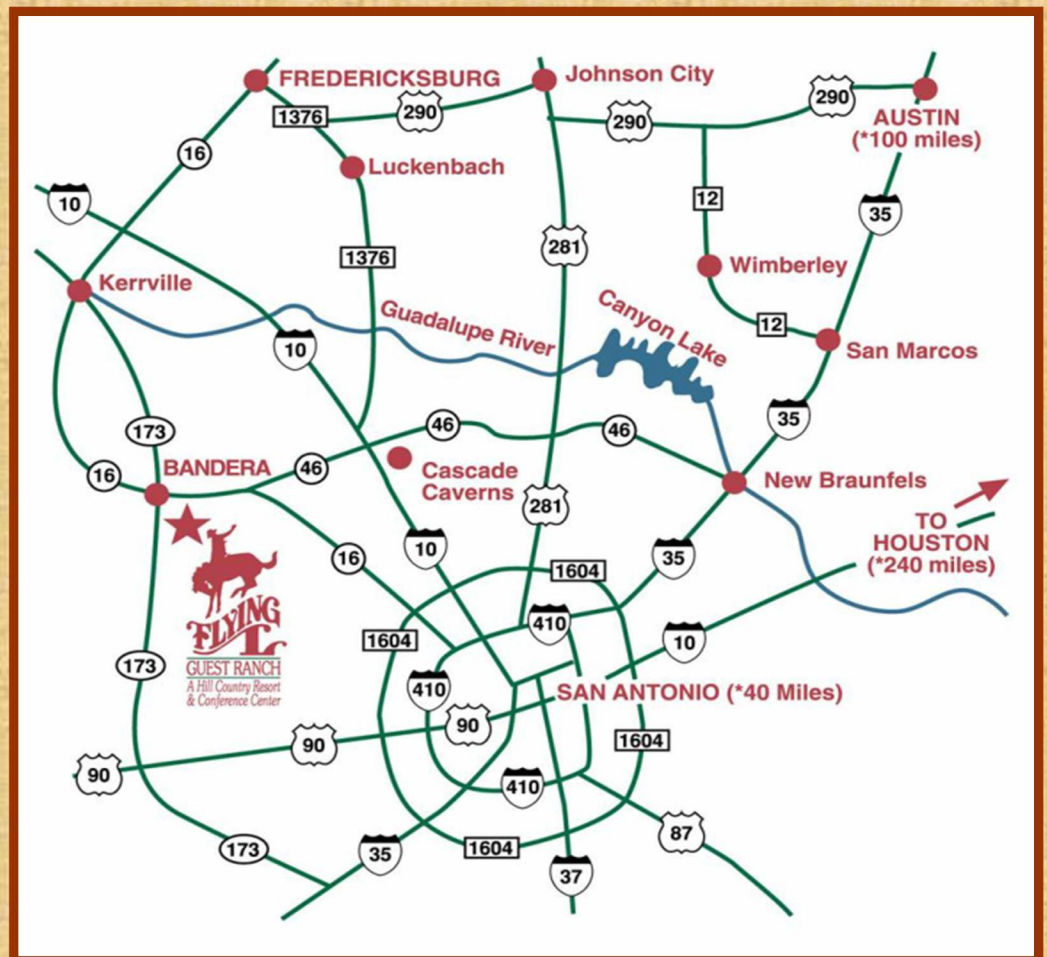 FREDERICKSBURG
Johnson City
290
1376
290
290
AUSTIN
(*100 miles)
16
Luckenbach
10
12
35
1376
281
Wimberley
Kerrville
Guadalupe River
Canyon Lake
12
10
San Marcos
35
173
46
46
BANDERA
46
16
Cascade
Caverns
New Braunfels
281
TO
HOUSTON
(*240 miles)
10
35
16
1604
FLYING
L
GUEST RANCH
A Hill Country Resort
& Conference Center
410
1604
10
173
410
SAN ANTONIO (*40 Miles)
90
90
1604
90
410
87
173
35
1604
37